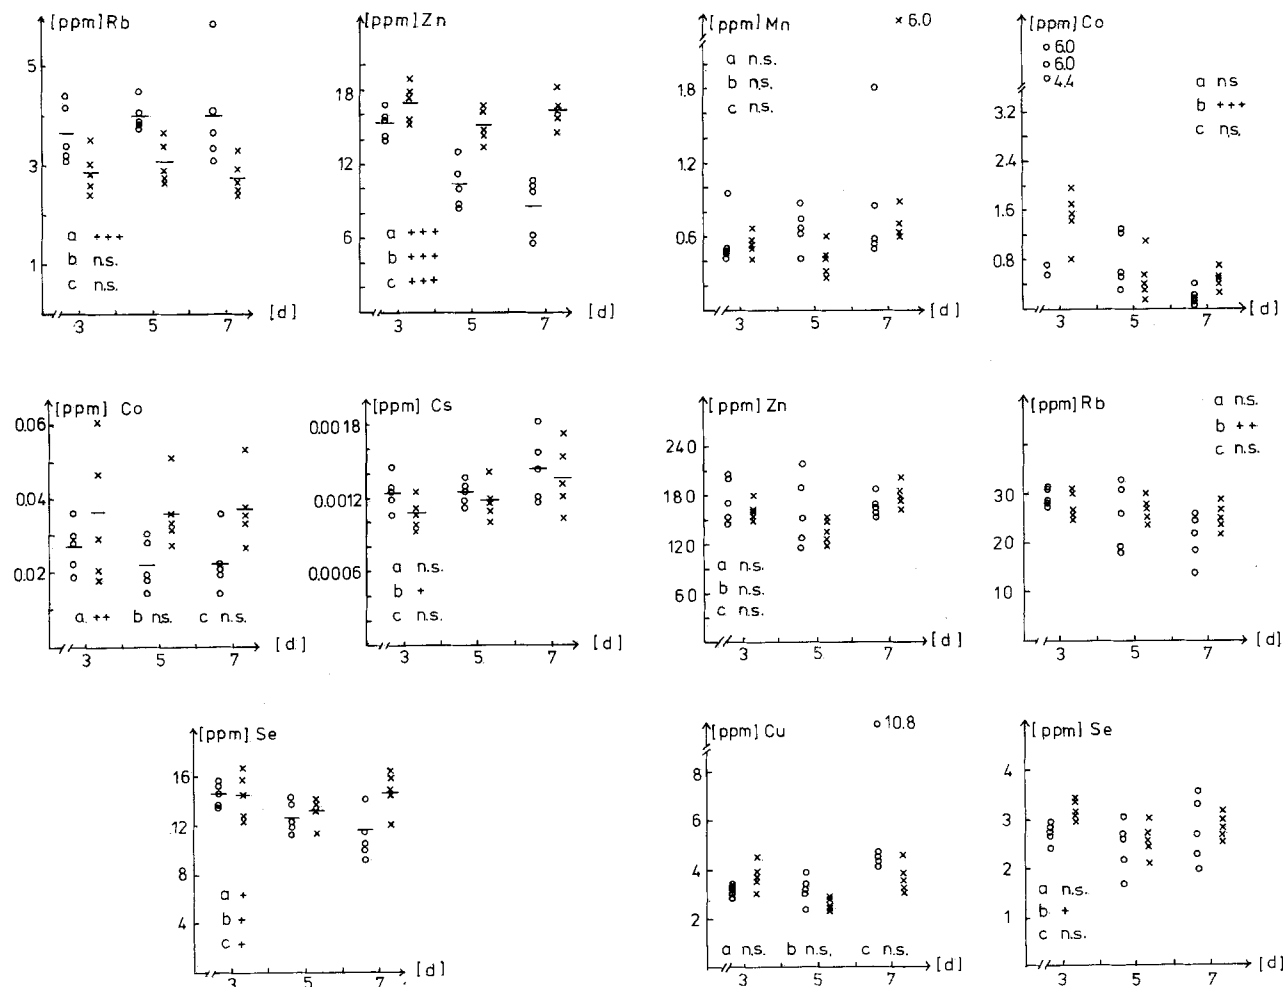 [ppm] Rb
5
3
1
a +++
b n.s.
c n.s.
3 5 7 [d]
[ppm] Zn
18
12
6
a +++
b +++
c +++
3 5 7 [d]
[ppm] Mn
× 6.0
1.8
1.2
0.6
a n.s.
b n.s.
c n.s.
3 5 7 [d]
[ppm] Co
6.0
6.0
4.4
3.2
2.4
1.6
0.8
a n.s
b +++
c n.s.
3 5 7 [d]
[ppm] Co
0.06
0.04
0.02
a ++ b n.s. c n.s.
3 5 7 [d]
[ppm] Cs
0.0018
0.0012
0.0006
a n.s.
b +
c n.s.
3 5 7 [d]
[ppm] Zn
240
180
120
60
a n.s.
b n.s.
c n.s.
3 5 7 [d]
[ppm] Rb
30
20
10
a n.s.
b ++
c n.s.
3 5 7 [d]
[ppm] Se
16
12
8
4
a +
b +
c +
3 5 7 [d]
[ppm] Cu
10.8
8
6
4
2
a n.s. b n.s. c n.s.
3 5 7 [d]
[ppm] Se
4
3
2
1
a n.s.
b +
c n.s.
3 5 7 [d]